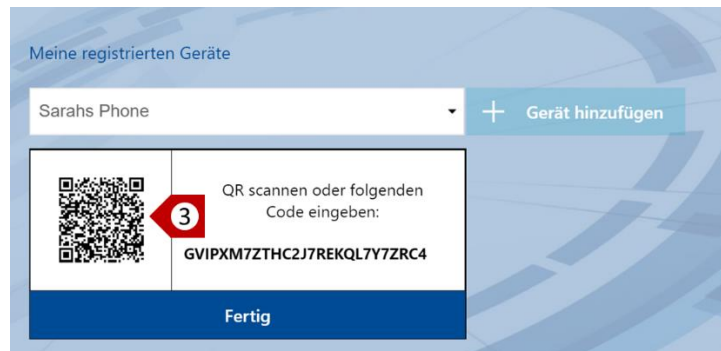 Meine registrierten Geräte
Sarahs Phone
+ Gerät hinzufügen
QR scannen oder folgenden
Code eingeben:
3
GVIPXM7ZTHC2J7REKQL7Y7ZRC4
Fertig